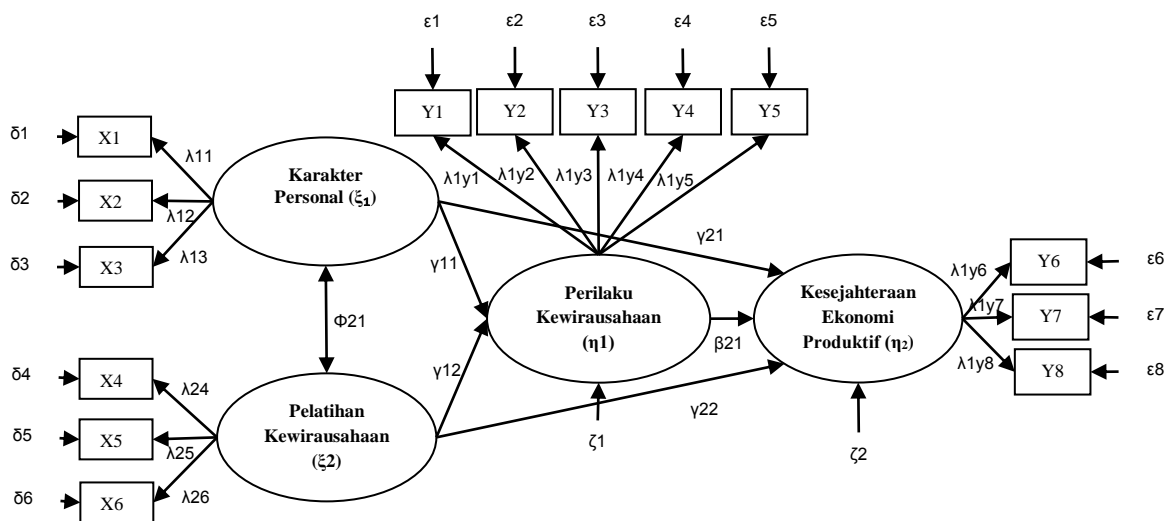 ε1 ε2 ε3 ε4 ε5
Y1 Y2 Y3 Y4 Y5
δ1 X1 λ11
δ2 X2 λ12
δ3 X3 λ13
Karakter
Personal (ξ₁)
λ1y1 λ1y2 λ1y3 λ1y4 λ1y5
γ21
γ11
Φ21
γ12
Perilaku
Kewirausahaan
(η1)
β21
Kesejahteraan
Ekonomi
Produktif (η₂)
λ1y6 Y6 ε6
λ1y7 Y7 ε7
λ1y8 Y8 ε8
δ4 X4 λ24
δ5 X5 λ25
δ6 X6 λ26
Pelatihan
Kewirausahaan
(ξ2)
γ22
ζ1
ζ2